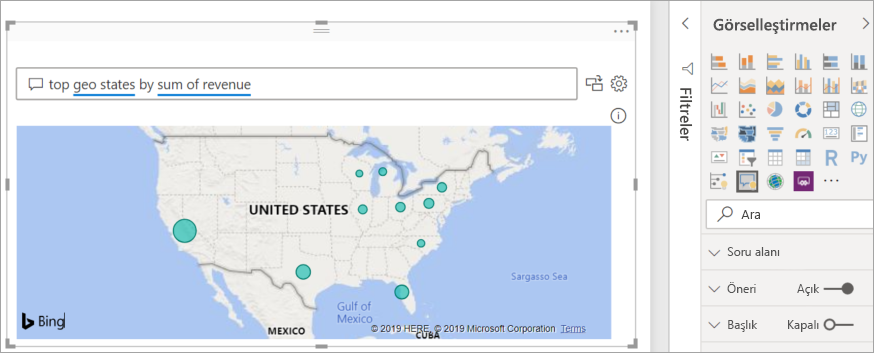 top geo states by sum of revenue
UNITED STATES
Sargasso Sea
Gulf of
Mexico
MEXICO
CUBA
Bing
© 2019 HERE, © 2019 Microsoft Corporation Terms
Filtreler
Görselleştirmeler
123
R
Py
Ara
Soru alanı
Öneri Açık
Başlık Kapalı